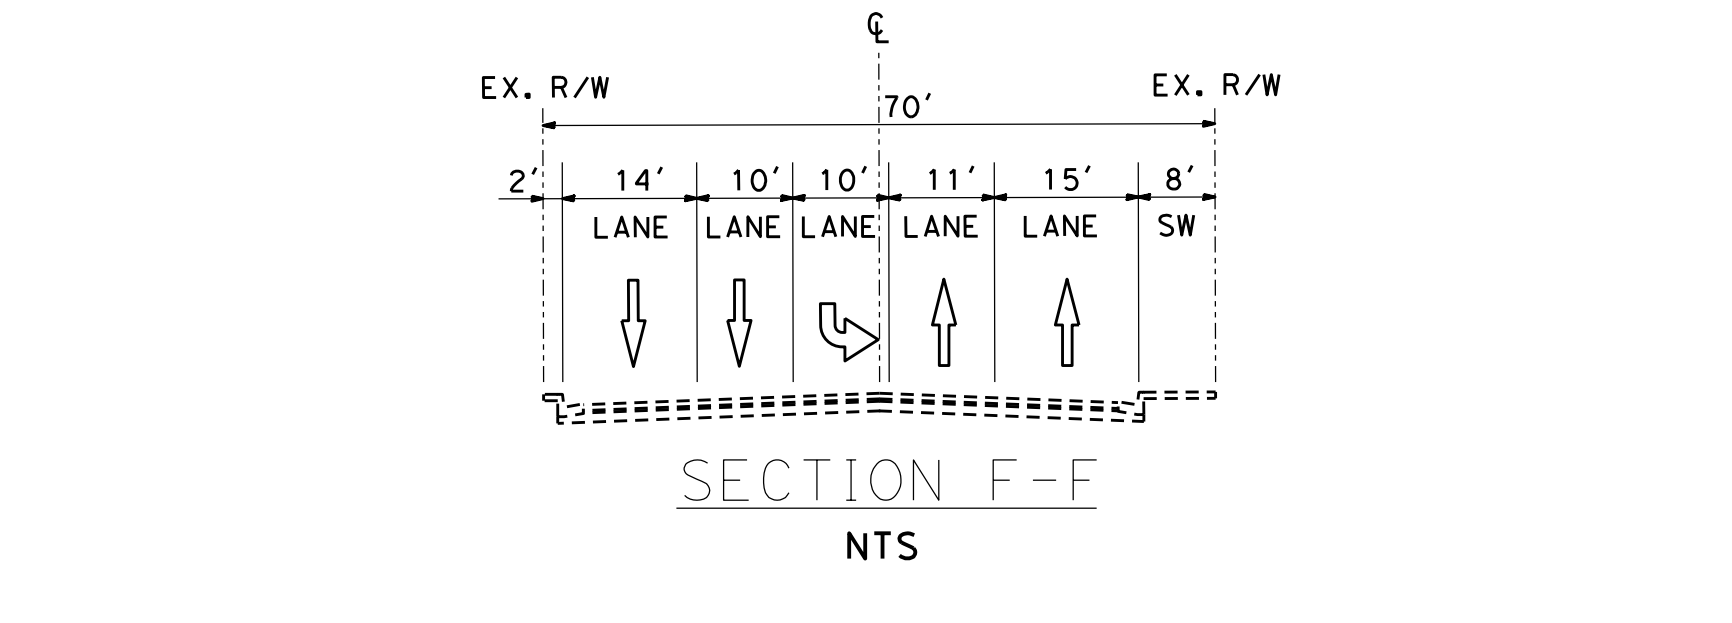 ℄
EX. R/W EX. R/W
70'
2' 14' 10' 10' 11' 15' 8'
LANE LANE LANE LANE LANE SW
SECTION F-F
NTS